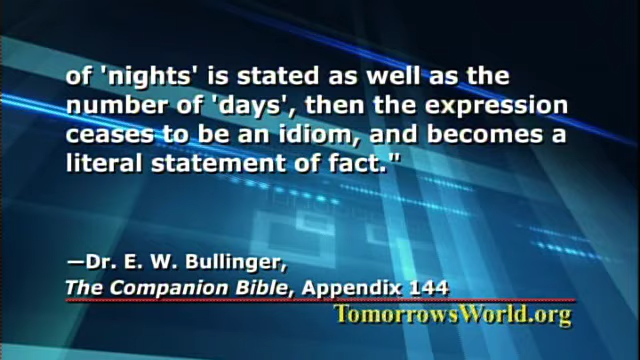 of 'nights' is stated as well as the
number of 'days', then the expression
ceases to be an idiom, and becomes a
literal statement of fact."
—Dr. E. W. Bullinger,
The Companion Bible, Appendix 144
TomorrowsWorld.org